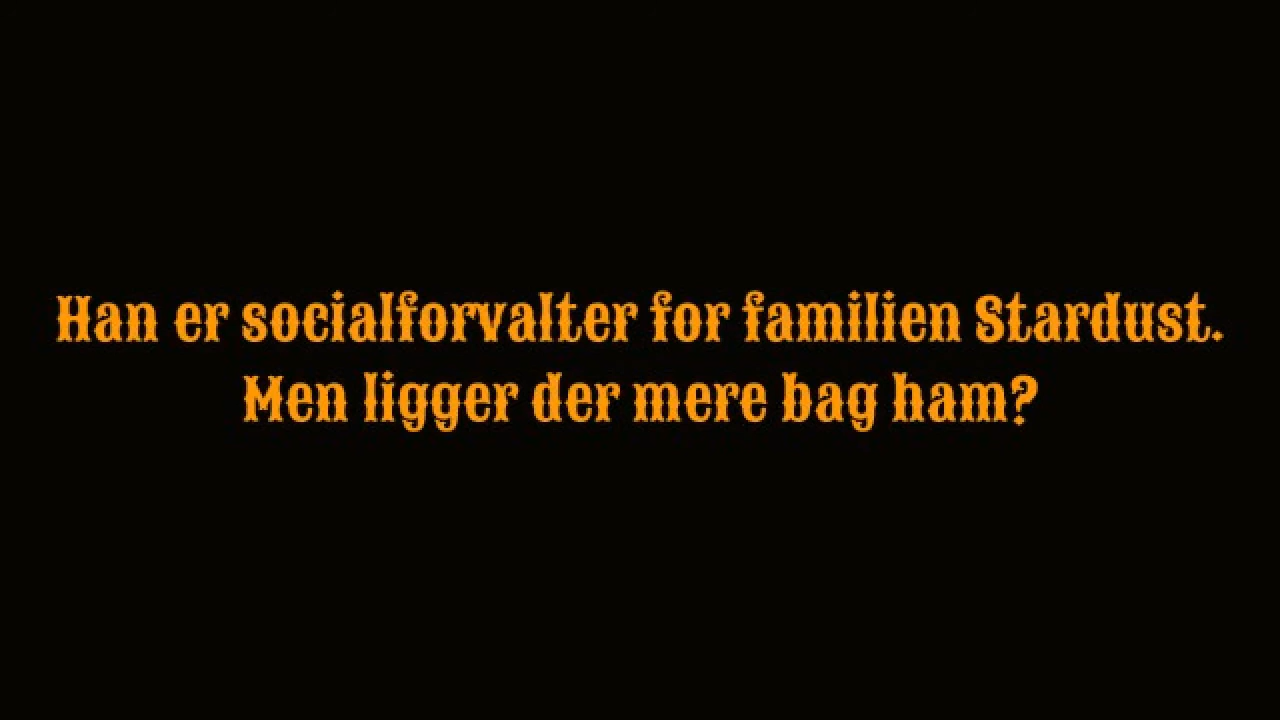 Han er socialforvalter for familien Stardust.
Men ligger der mere bag ham?